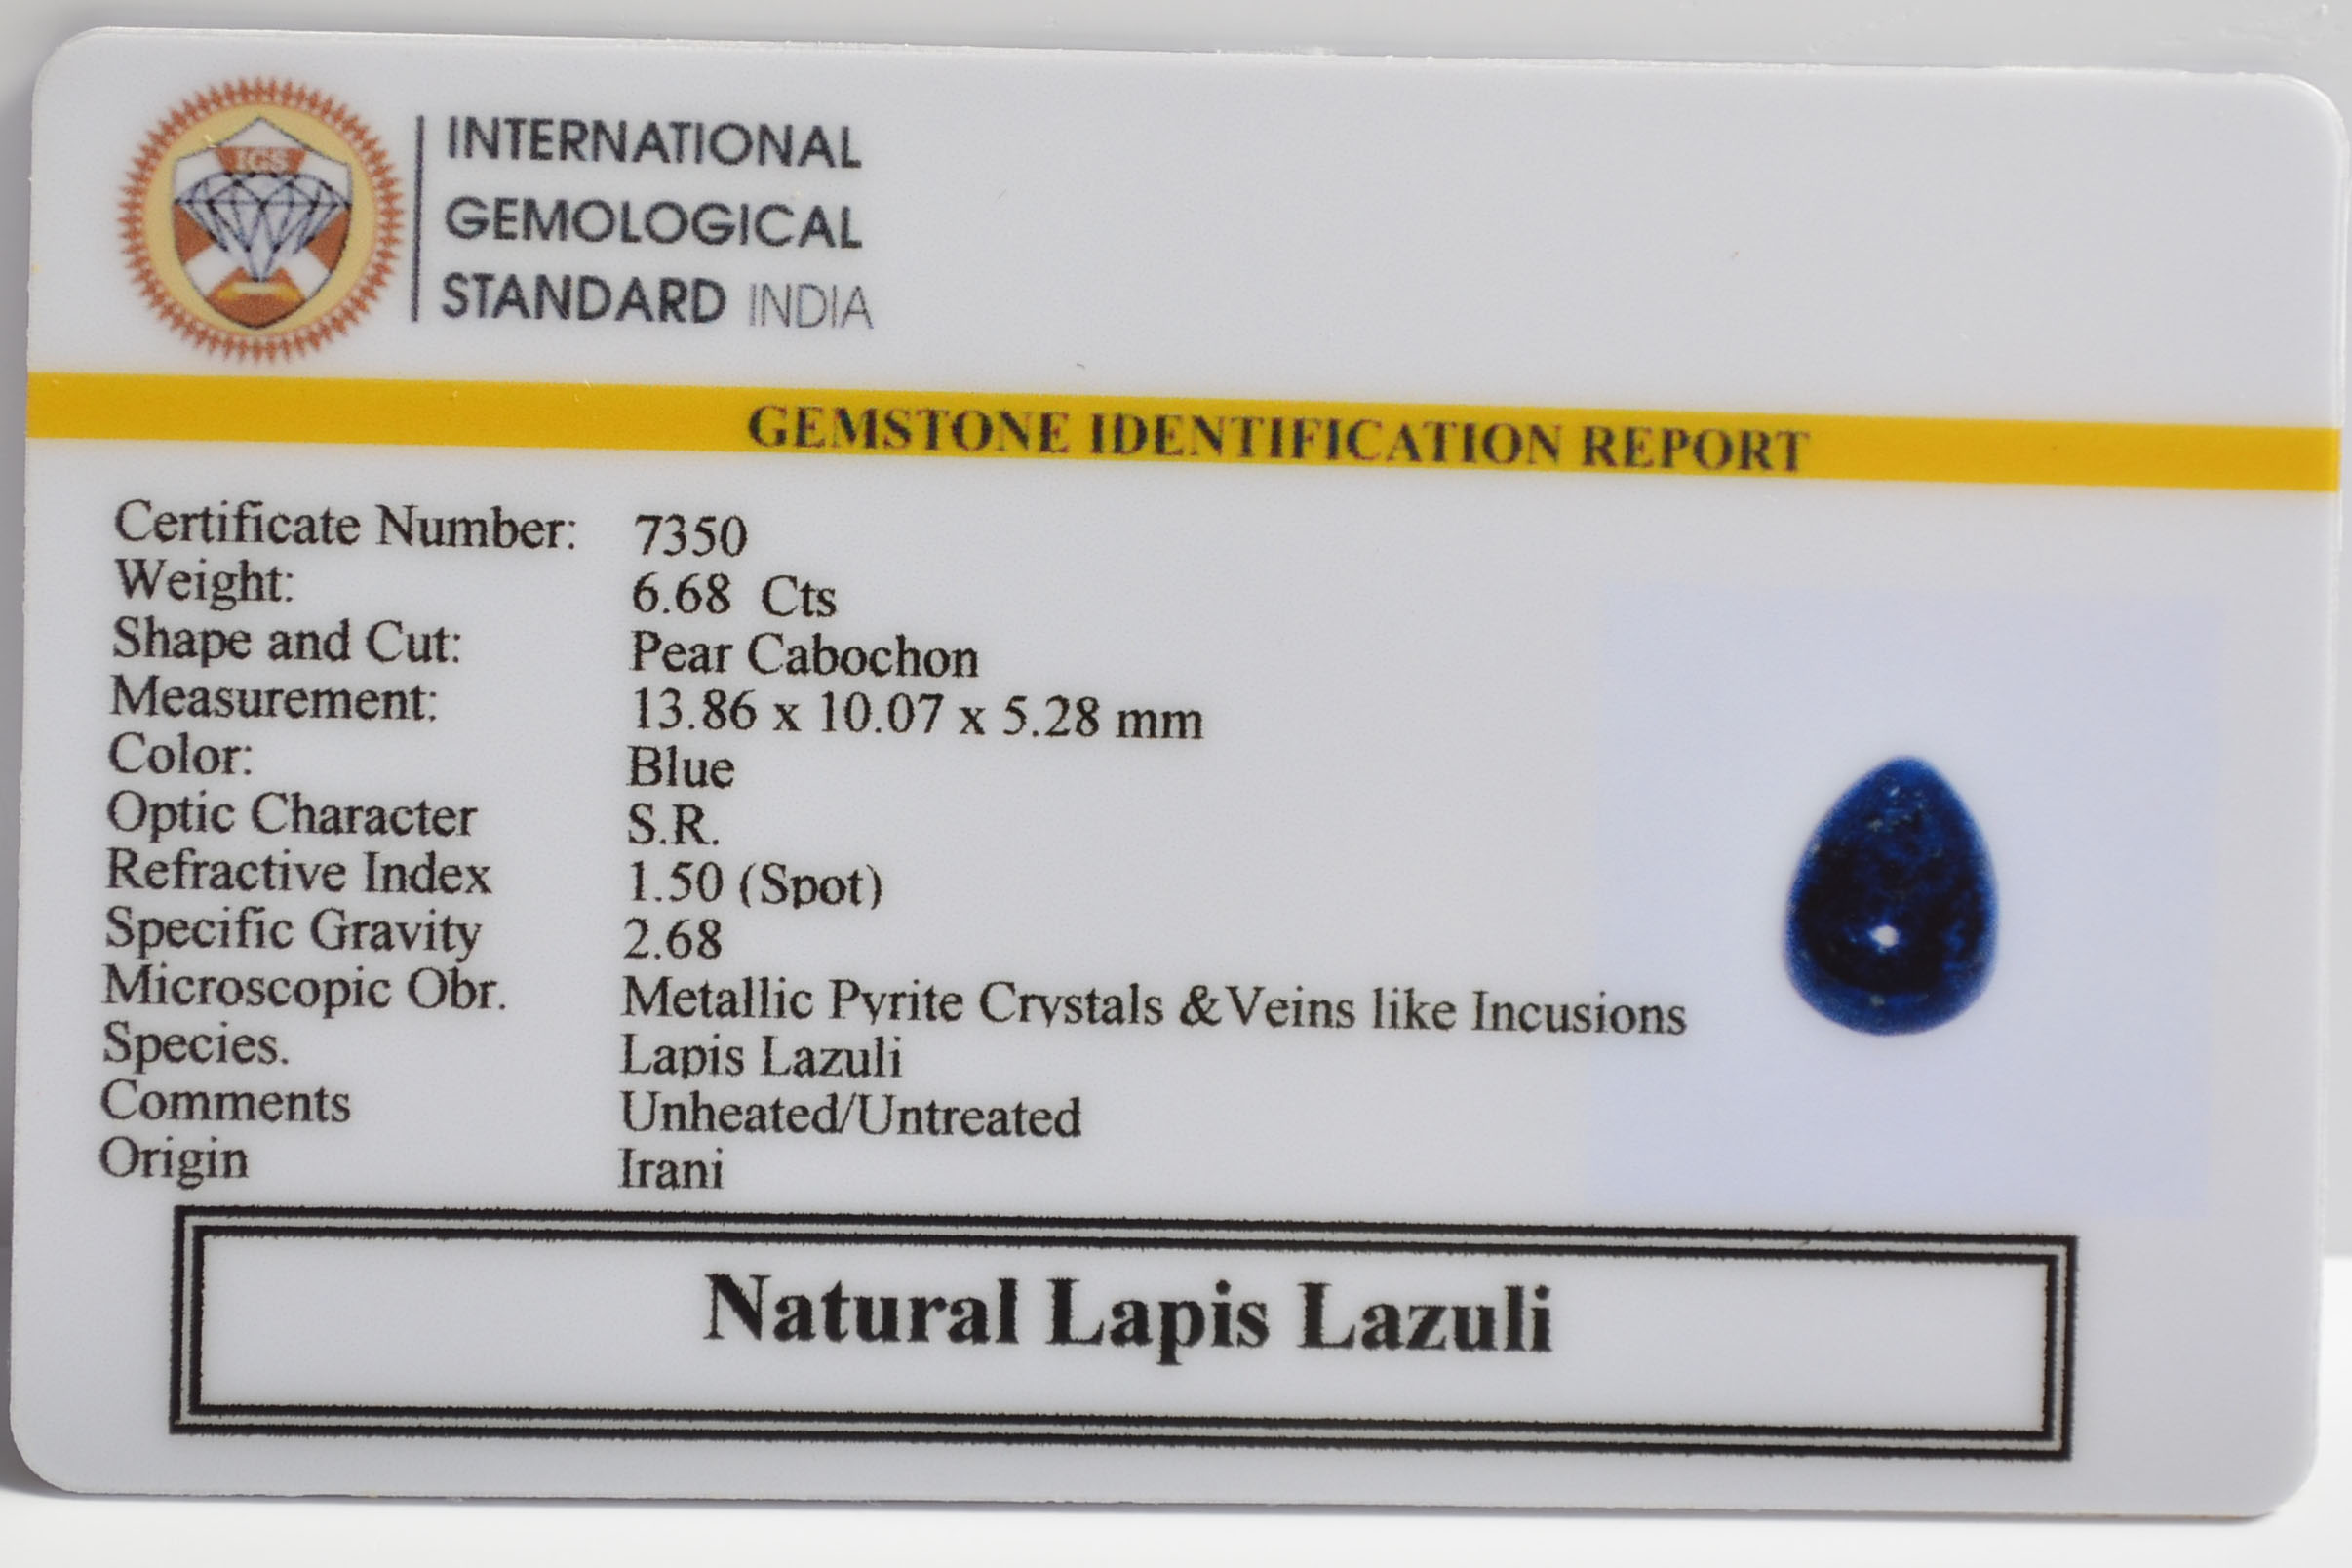 IGS
INTERNATIONAL
GEMOLOGICAL
STANDARD INDIA
GEMSTONE IDENTIFICATION REPORT
Certificate Number: 7350
Weight: 6.68 Cts
Shape and Cut: Pear Cabochon
Measurement: 13.86 x 10.07 x 5.28 mm
Color: Blue
Optic Character S.R.
Refractive Index 1.50 (Spot)
Specific Gravity 2.68
Microscopic Obr. Metallic Pyrite Crystals &Veins like Incusions
Species. Lapis Lazuli
Comments Unheated/Untreated
Origin Irani
Natural Lapis Lazuli